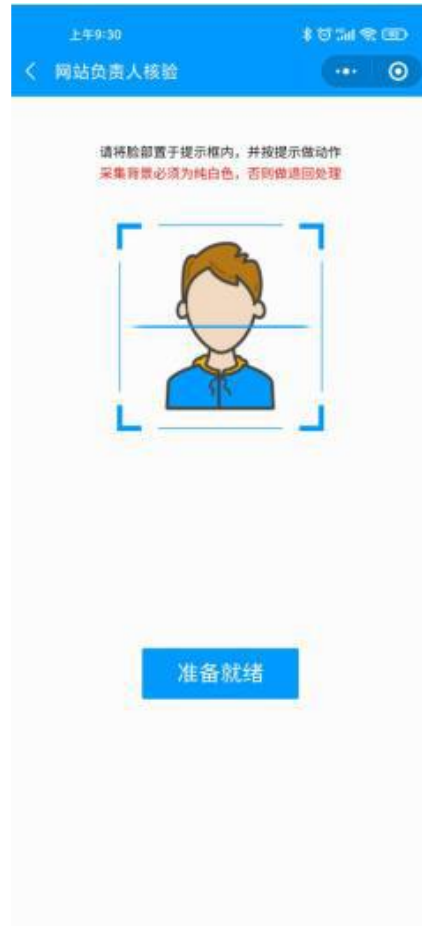 上午9:30
网站负责人核验
请将脸部置于提示框内，并按提示做动作
采集背景必须为纯白色，否则做退回处理
准备就绪